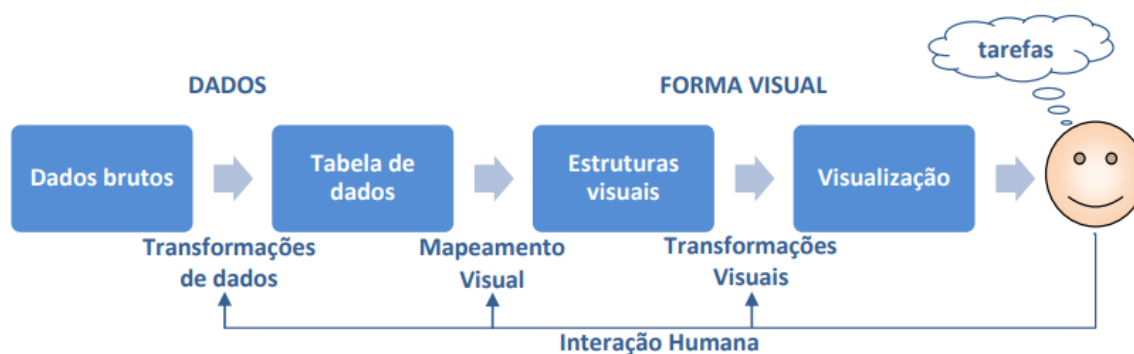 tarefas
DADOS
FORMA VISUAL
Dados brutos
Tabela de
dados
Estruturas
visuais
Visualização
Transformações
de dados
Mapeamento
Visual
Transformações
Visuais
Interação Humana